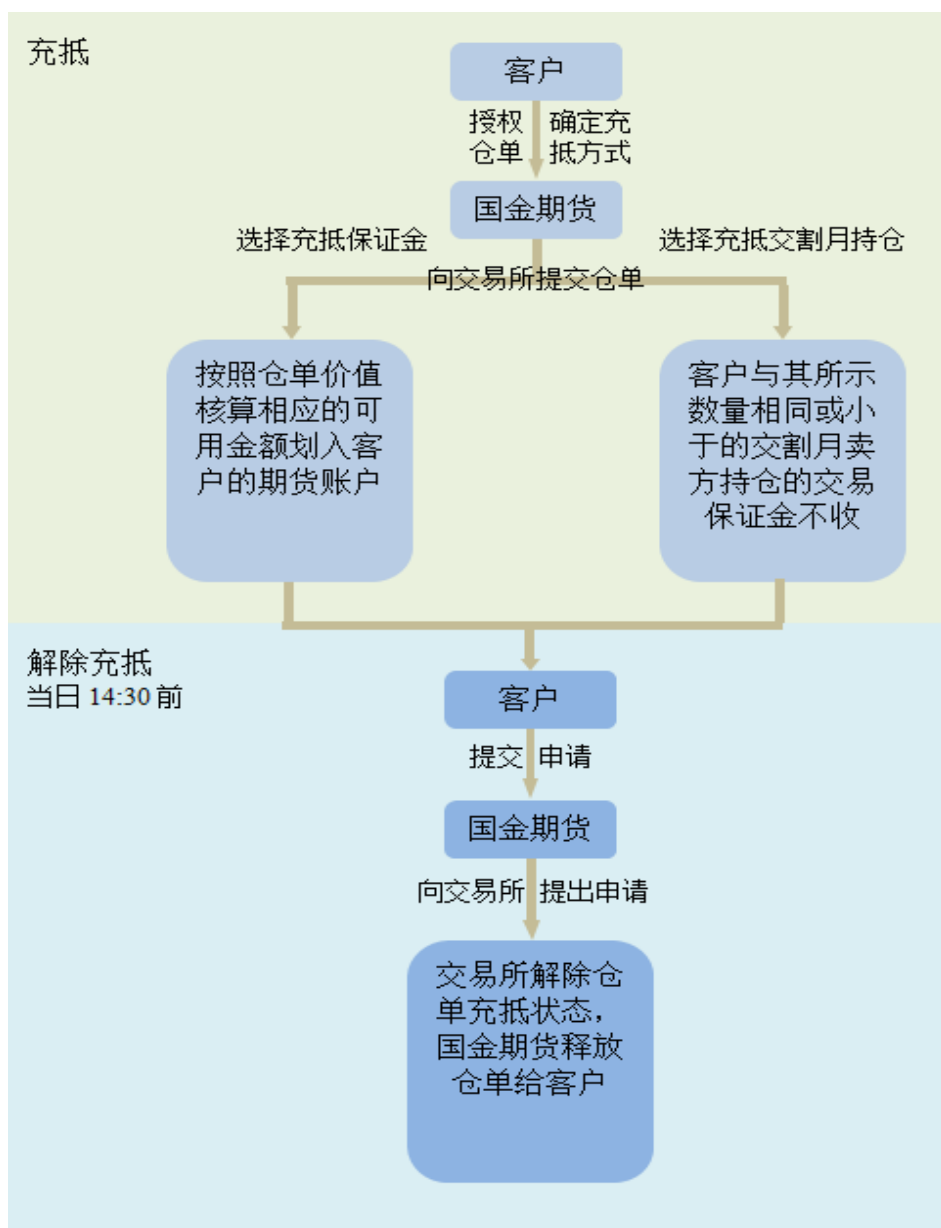 充抵
客户
授权 确定充
仓单 抵方式
国金期货
选择充抵保证金
选择充抵交割月持仓
向交易所提交仓单
按照仓单价值
核算相应的可
用金额划入客
户的期货账户
客户与其所示
数量相同或小
于的交割月卖
方持仓的交易
保证金不收
解除充抵
当日 14:30 前
客户
提交 申请
国金期货
向交易所 提出申请
交易所解除仓
单充抵状态，
国金期货释放
仓单给客户